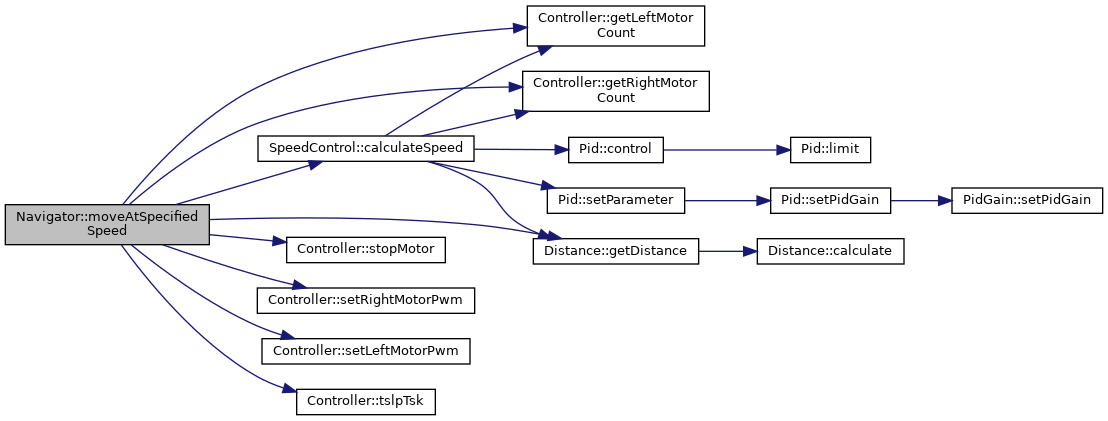 Controller::getLeftMotor
Count
Controller::getRightMotor
Count
SpeedControl::calculateSpeed
Pid::control
Pid::limit
Pid::setParameter
Pid::setPidGain
PidGain::setPidGain
Navigator::moveAtSpecified
Speed
Controller::stopMotor
Distance::getDistance
Distance::calculate
Controller::setRightMotorPwm
Controller::setLeftMotorPwm
Controller::tslpTsk